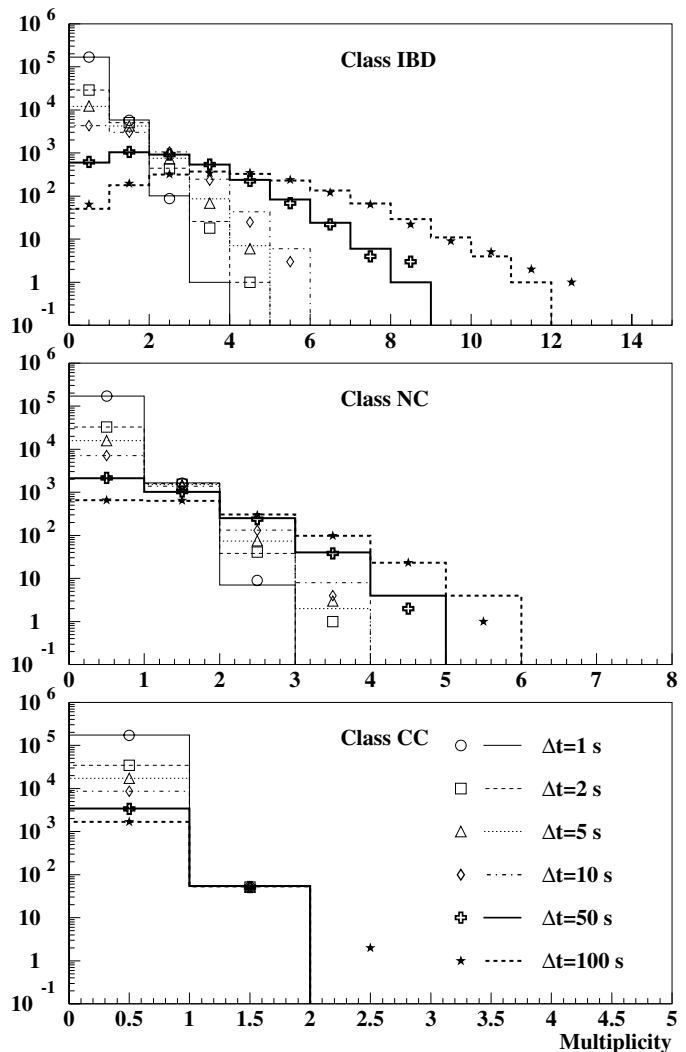 10^6
10^5
10^4
10^3
10^2
10
1
10^-1
Class IBD
0 2 4 6 8 10 12 14
10^6
10^5
10^4
10^3
10^2
10
1
10^-1
Class NC
0 1 2 3 4 5 6 7 8
10^6
10^5
10^4
10^3
10^2
10
1
10^-1
Class CC
Δt=1 s
Δt=2 s
Δt=5 s
Δt=10 s
Δt=50 s
Δt=100 s
0 0.5 1 1.5 2 2.5 3 3.5 4 4.5 5
Multiplicity